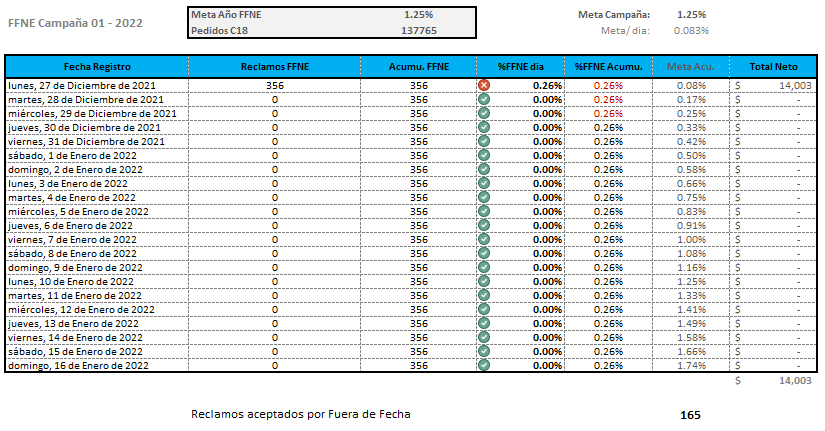 FFNE Campaña 01 - 2022
Meta Año FFNE 1.25%
Pedidos C18 137765
Meta Campaña: 1.25%
Meta/ dia: 0.083%
Fecha Registro Reclamos FFNE Acumu. FFNE %FFNE dia %FFNE Acumu. Meta Acu. Total Neto
lunes, 27 de Diciembre de 2021 356 356 0.26% 0.26% 0.08% $ 14,003
martes, 28 de Diciembre de 2021 0 356 0.00% 0.26% 0.17% $ -
miércoles, 29 de Diciembre de 2021 0 356 0.00% 0.26% 0.25% $ -
jueves, 30 de Diciembre de 2021 0 356 0.00% 0.26% 0.33% $ -
viernes, 31 de Diciembre de 2021 0 356 0.00% 0.26% 0.42% $ -
sábado, 1 de Enero de 2022 0 356 0.00% 0.26% 0.50% $ -
domingo, 2 de Enero de 2022 0 356 0.00% 0.26% 0.58% $ -
lunes, 3 de Enero de 2022 0 356 0.00% 0.26% 0.66% $ -
martes, 4 de Enero de 2022 0 356 0.00% 0.26% 0.75% $ -
miércoles, 5 de Enero de 2022 0 356 0.00% 0.26% 0.83% $ -
jueves, 6 de Enero de 2022 0 356 0.00% 0.26% 0.91% $ -
viernes, 7 de Enero de 2022 0 356 0.00% 0.26% 1.00% $ -
sábado, 8 de Enero de 2022 0 356 0.00% 0.26% 1.08% $ -
domingo, 9 de Enero de 2022 0 356 0.00% 0.26% 1.16% $ -
lunes, 10 de Enero de 2022 0 356 0.00% 0.26% 1.25% $ -
martes, 11 de Enero de 2022 0 356 0.00% 0.26% 1.33% $ -
miércoles, 12 de Enero de 2022 0 356 0.00% 0.26% 1.41% $ -
jueves, 13 de Enero de 2022 0 356 0.00% 0.26% 1.49% $ -
viernes, 14 de Enero de 2022 0 356 0.00% 0.26% 1.58% $ -
sábado, 15 de Enero de 2022 0 356 0.00% 0.26% 1.66% $ -
domingo, 16 de Enero de 2022 0 356 0.00% 0.26% 1.74% $ -
$ 14,003
Reclamos aceptados por Fuera de Fecha 165